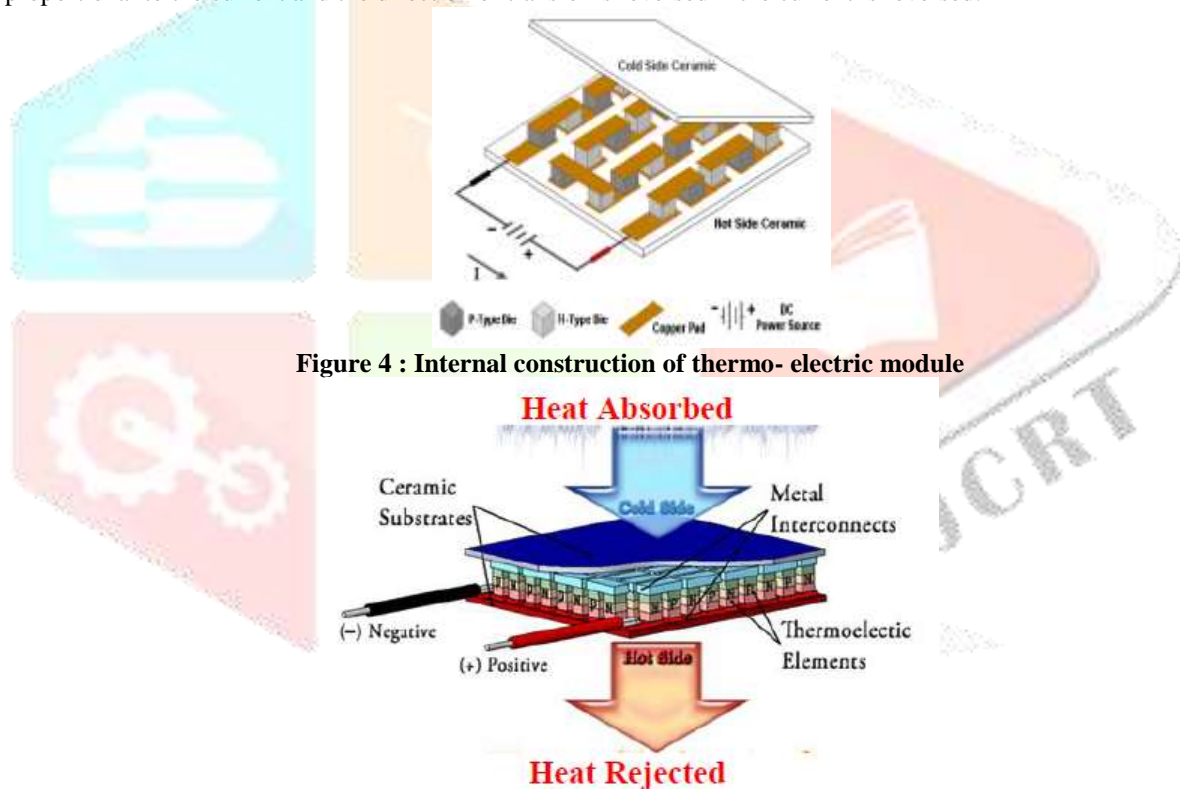 Cold Side Ceramic
Hot Side Ceramic
-
+
I
P-Type Die
N-Type Die
Copper Pad
- +
DC
Power Source
Figure 4 : Internal construction of thermo- electric module
Heat Absorbed
Cold Side
Ceramic
Substrates
Metal
Interconnects
(-) Negative
(+) Positive
Thermoelectic
Elements
Hot Side
Heat Rejected
JCRT